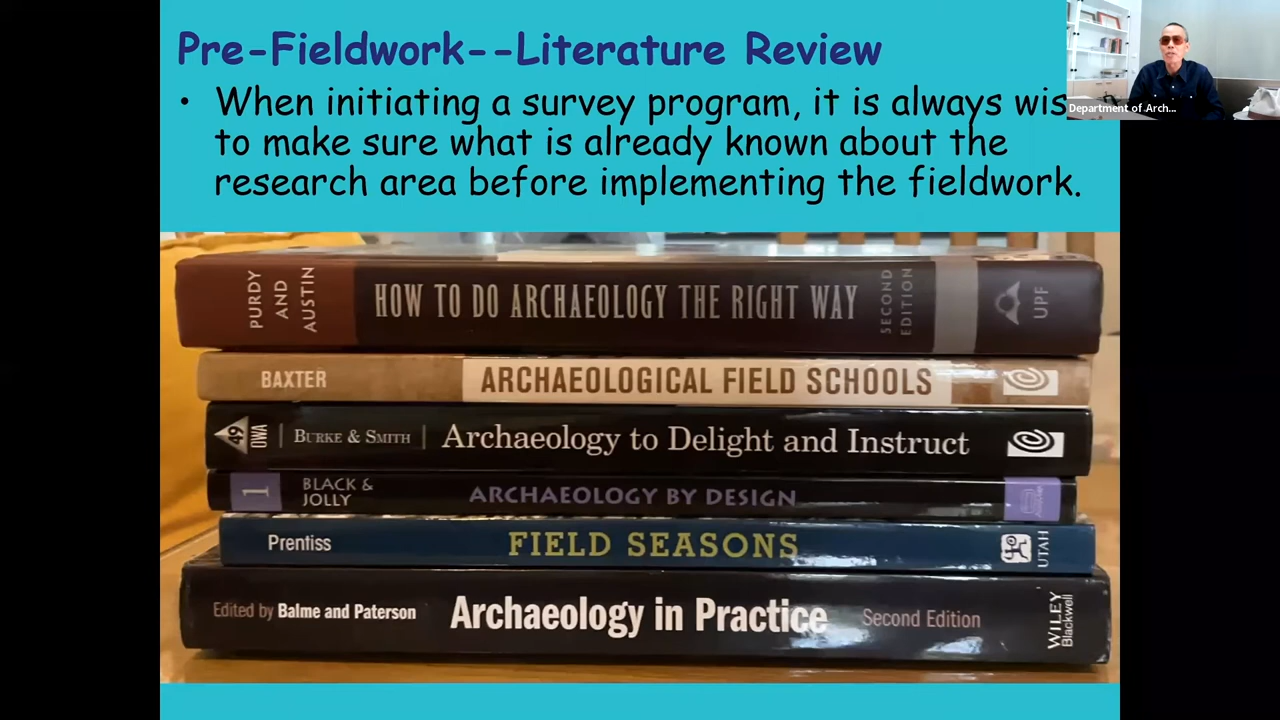 Pre-Fieldwork--Literature Review
• When initiating a survey program, it is always wis
to make sure what is already known about the
research area before implementing the fieldwork.
Department of Arch...
PURDY
AND
AUSTIN
HOW TO DO ARCHAEOLOGY THE RIGHT WAY
SECOND
EDITION
UPF
BAXTER
ARCHAEOLOGICAL FIELD SCHOOLS
49
OWA
BURKE & SMITH
Archaeology to Delight and Instruct
1
BLACK &
JOLLY
ARCHAEOLOGY BY DESIGN
Prentiss
FIELD SEASONS
UTAH
Edited by Balme and Paterson
Archaeology in Practice
Second Edition
WILEY
Blackwell